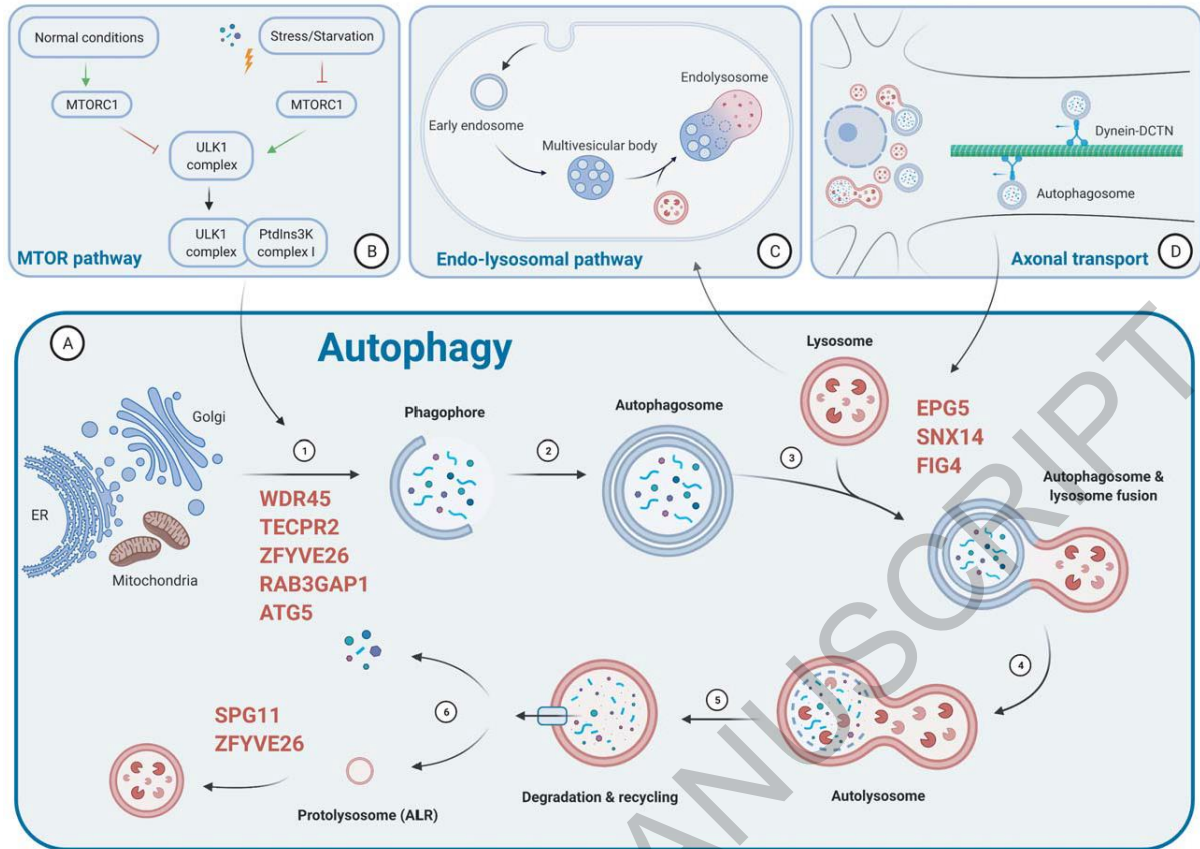 Normal conditions
Stress/Starvation
MTORC1
MTORC1
ULK1
complex
ULK1
complex
PtdIns3K
complex I
MTOR pathway
B
Early endosome
Multivesicular body
Endolysosome
Endo-lysosomal pathway
C
Dynein-DCTN
Autophagosome
Axonal transport
D
A
Autophagy
Golgi
ER
Mitochondria
1
WDR45
TECPR2
ZFYVE26
RAB3GAP1
ATG5
Phagophore
2
Autophagosome
3
Lysosome
EPG5
SNX14
FIG4
Autophagosome &
lysosome fusion
4
Autolysosome
5
Degradation & recycling
6
Protolysosome (ALR)
SPG11
ZFYVE26
ANUSCRIPT